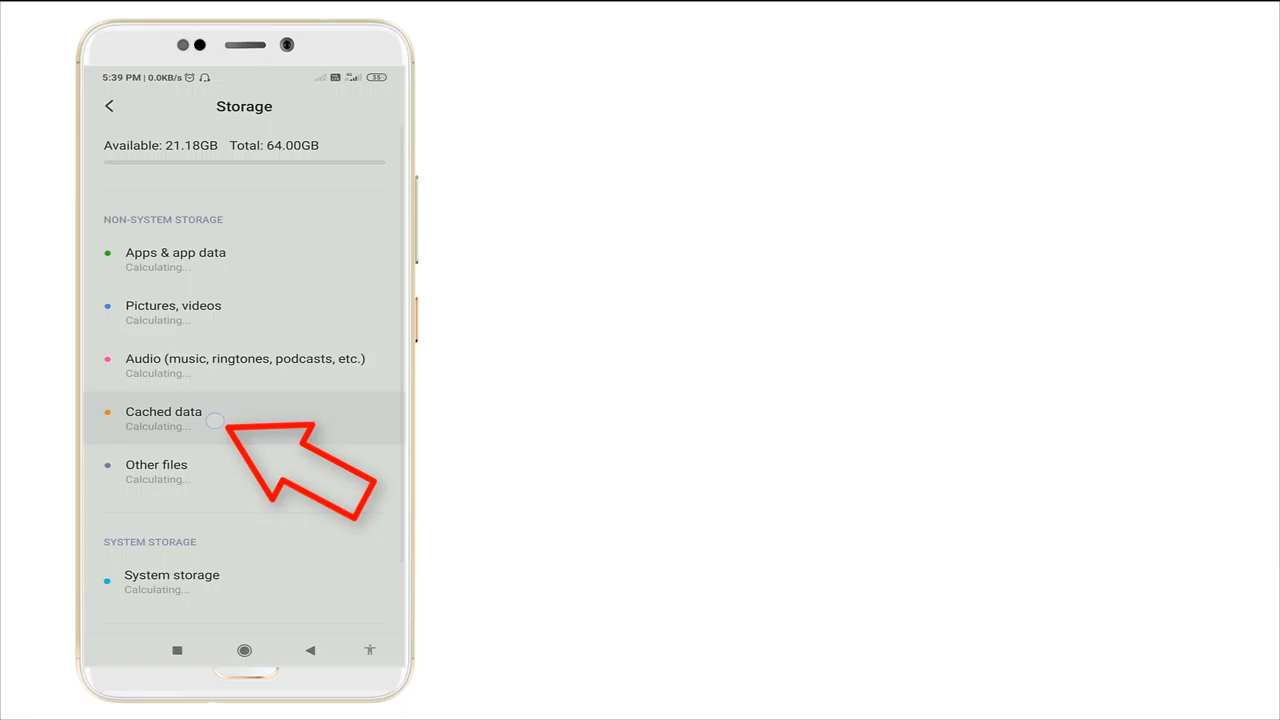 5:39 PM | 0.0KB/s
35
Storage
Available: 21.18GB Total: 64.00GB
NON-SYSTEM STORAGE
Apps & app data
Calculating...
Pictures, videos
Calculating...
Audio (music, ringtones, podcasts, etc.)
Calculating...
Cached data
Calculating...
Other files
Calculating...
SYSTEM STORAGE
System storage
Calculating...